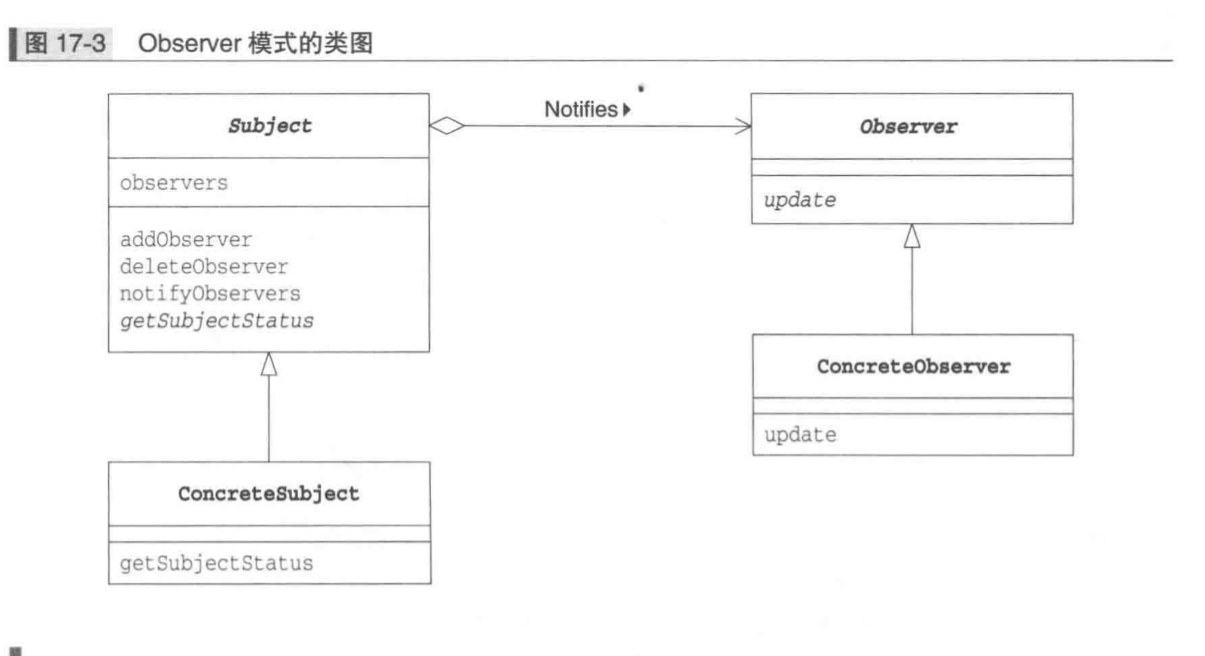 图 17-3 Observer 模式的类图
Subject
Notifies
Observer
observers
update
addObserver
deleteObserver
notifyObservers
getSubjectStatus
ConcreteObserver
update
ConcreteSubject
getSubjectStatus